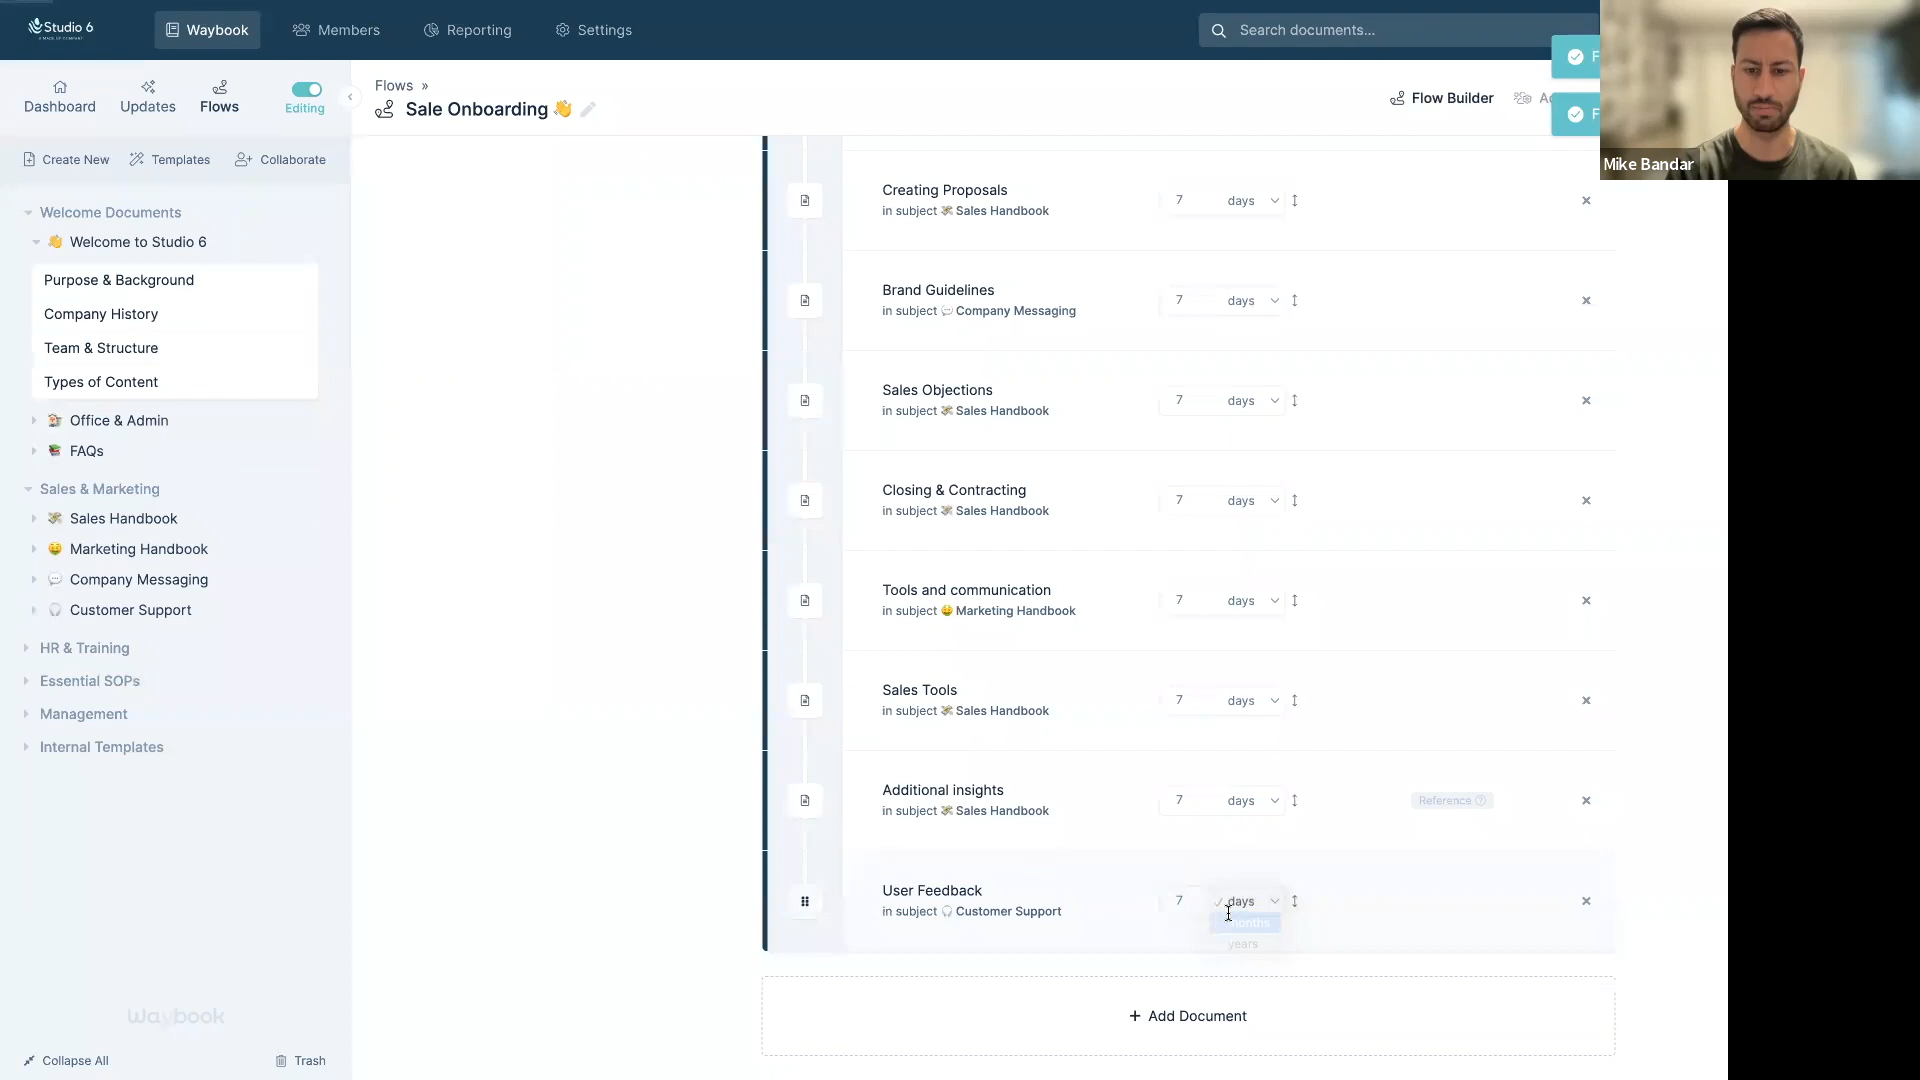 Studio 6
Waybook
Members
Reporting
Settings
Search documents...
F
Mike Bandar
Dashboard
Updates
Flows
Editing
Flows »
Sale Onboarding 👋
Flow Builder
F
Create New
Templates
Collaborate
Welcome Documents
👋 Welcome to Studio 6
Purpose & Background
Company History
Team & Structure
Types of Content
Office & Admin
FAQs
Sales & Marketing
Sales Handbook
Marketing Handbook
Company Messaging
Customer Support
HR & Training
Essential SOPs
Management
Internal Templates
waybook
Collapse All
Trash
Creating Proposals
in subject 💸 Sales Handbook
7 days
Brand Guidelines
in subject 💬 Company Messaging
7 days
Sales Objections
in subject 💸 Sales Handbook
7 days
Closing & Contracting
in subject 💸 Sales Handbook
7 days
Tools and communication
in subject 🤑 Marketing Handbook
7 days
Sales Tools
in subject 💸 Sales Handbook
7 days
Additional insights
in subject 💸 Sales Handbook
7 days
Reference
User Feedback
in subject 🎧 Customer Support
7 ✓ days
months
years
+ Add Document